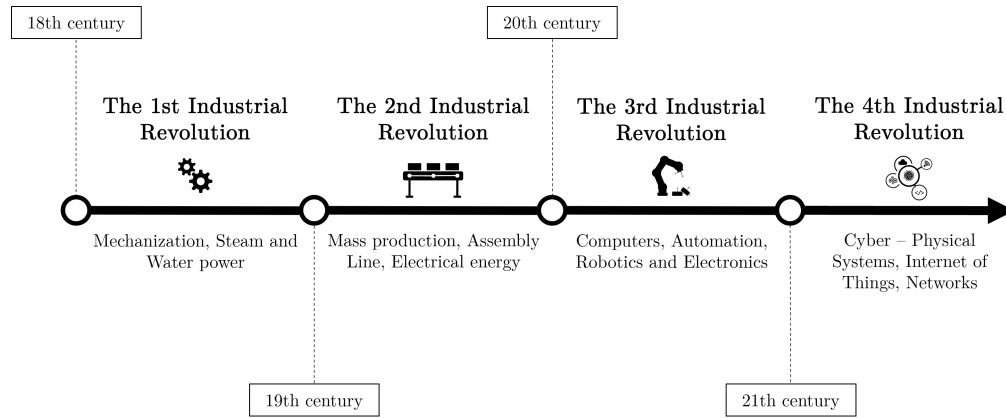 18th century
20th century
The 1st Industrial
Revolution
The 2nd Industrial
Revolution
The 3rd Industrial
Revolution
The 4th Industrial
Revolution
Mechanization, Steam and
Water power
Mass production, Assembly
Line, Electrical energy
Computers, Automation,
Robotics and Electronics
Cyber – Physical
Systems, Internet of
Things, Networks
19th century
21th century